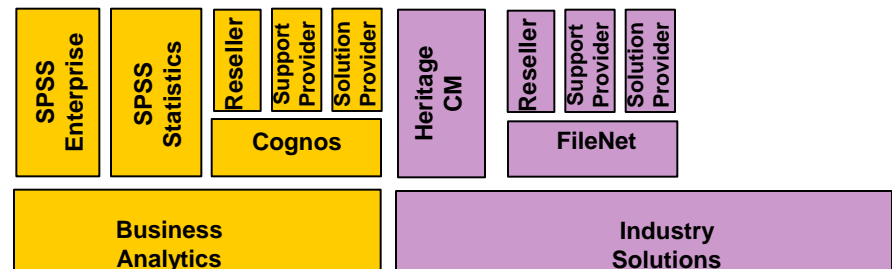 SPSS
Enterprise
SPSS
Statistics
Reseller
Support
Provider
Solution
Provider
Cognos
Heritage
CM
Reseller
Support
Provider
Solution
Provider
FileNet
Business
Analytics
Industry
Solutions